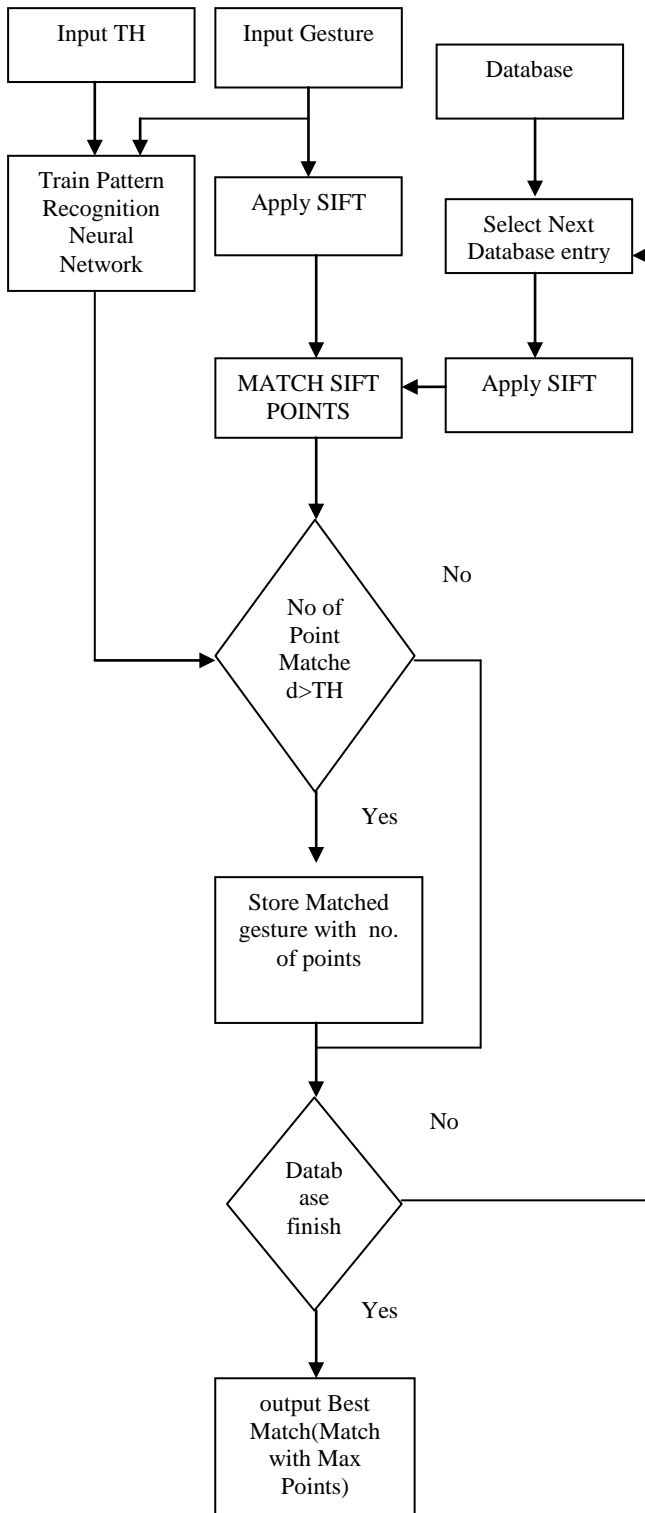 Input TH
Input Gesture
Database
Train Pattern
Recognition
Neural
Network
Apply SIFT
Select Next
Database entry
MATCH SIFT
POINTS
Apply SIFT
No
No of
Point
Matche
d>TH
Yes
Store Matched
gesture with no.
of points
No
Datab
ase
finish
Yes
output Best
Match(Match
with Max
Points)